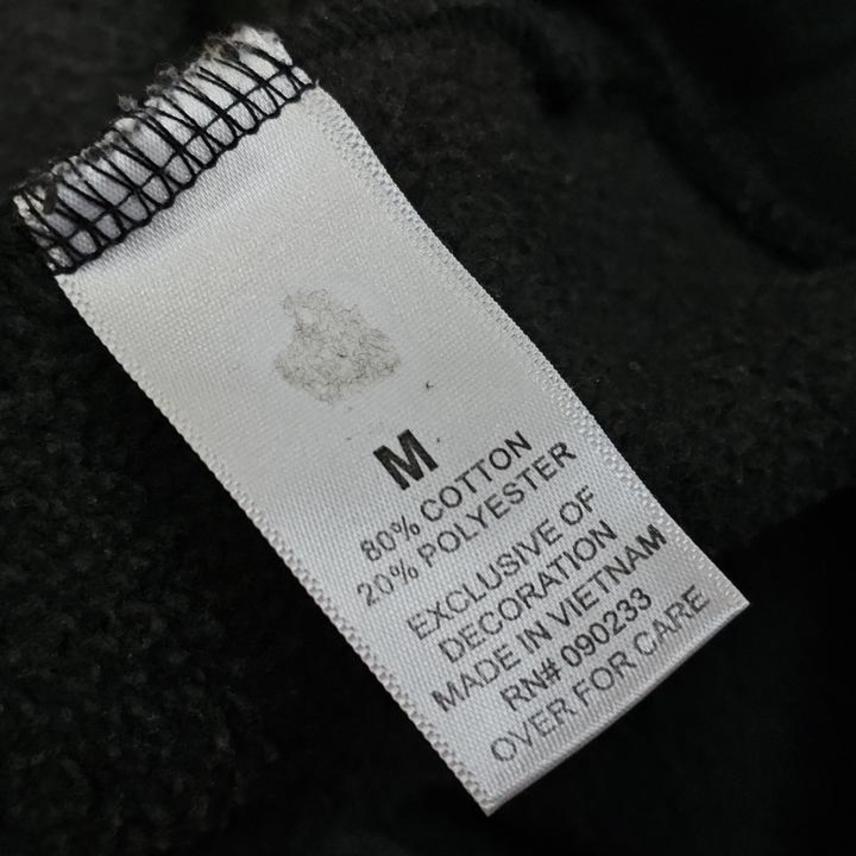 M
80% COTTON
20% POLYESTER
EXCLUSIVE OF
DECORATION
MADE IN VIETNAM
RN# 090233
OVER FOR CARE